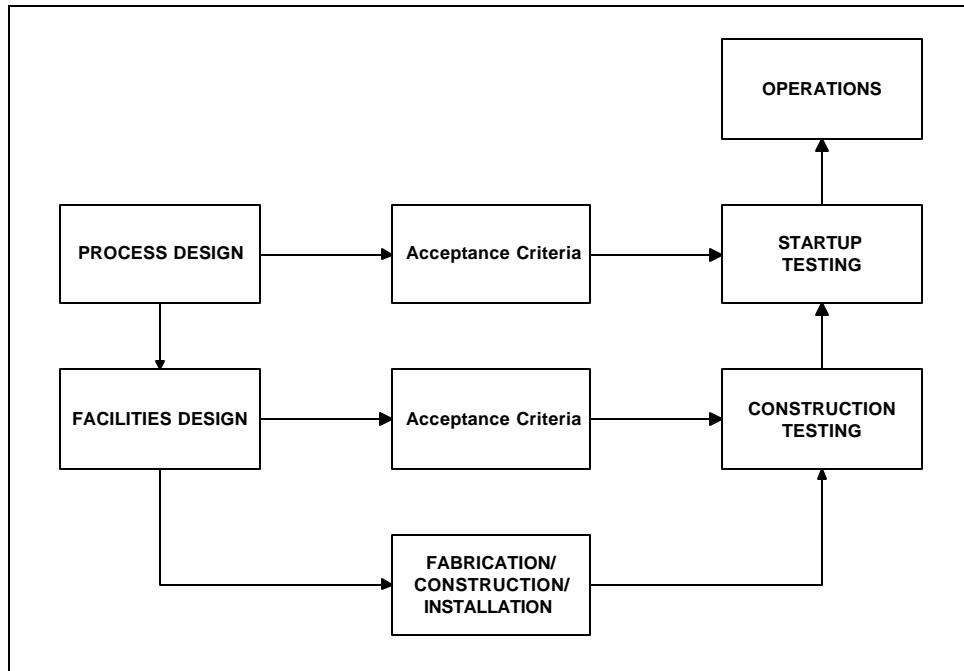 OPERATIONS
PROCESS DESIGN
Acceptance Criteria
STARTUP
TESTING
FACILITIES DESIGN
Acceptance Criteria
CONSTRUCTION
TESTING
FABRICATION/
CONSTRUCTION/
INSTALLATION